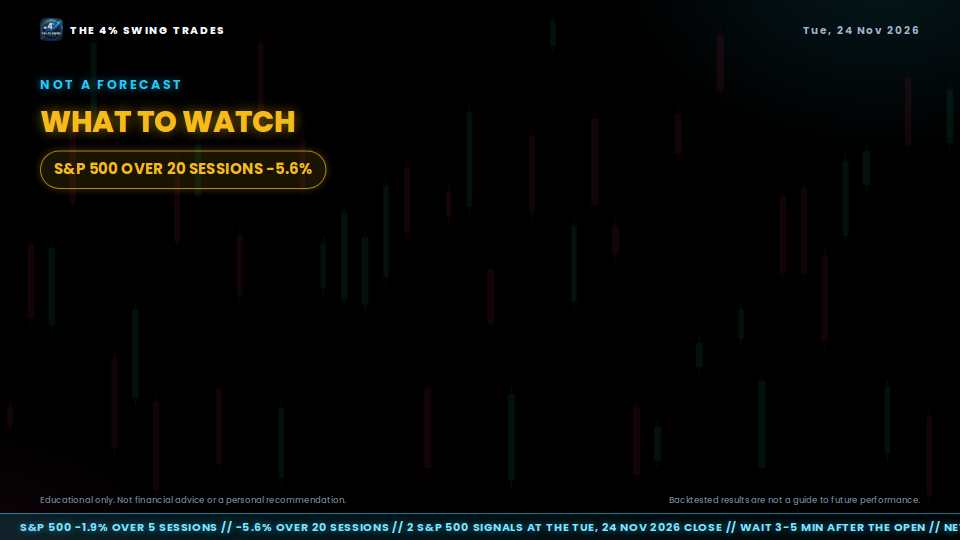 THE 4% SWING TRADES
Tue, 24 Nov 2026
NOT A FORECAST
WHAT TO WATCH
S&P 500 OVER 20 SESSIONS -5.6%
Educational only. Not financial advice or a personal recommendation.
Backtested results are not a guide to future performance.
S&P 500 -1.9% OVER 5 SESSIONS // -5.6% OVER 20 SESSIONS // 2 S&P 500 SIGNALS AT THE TUE, 24 NOV 2026 CLOSE // WAIT 3-5 MIN AFTER THE OPEN //